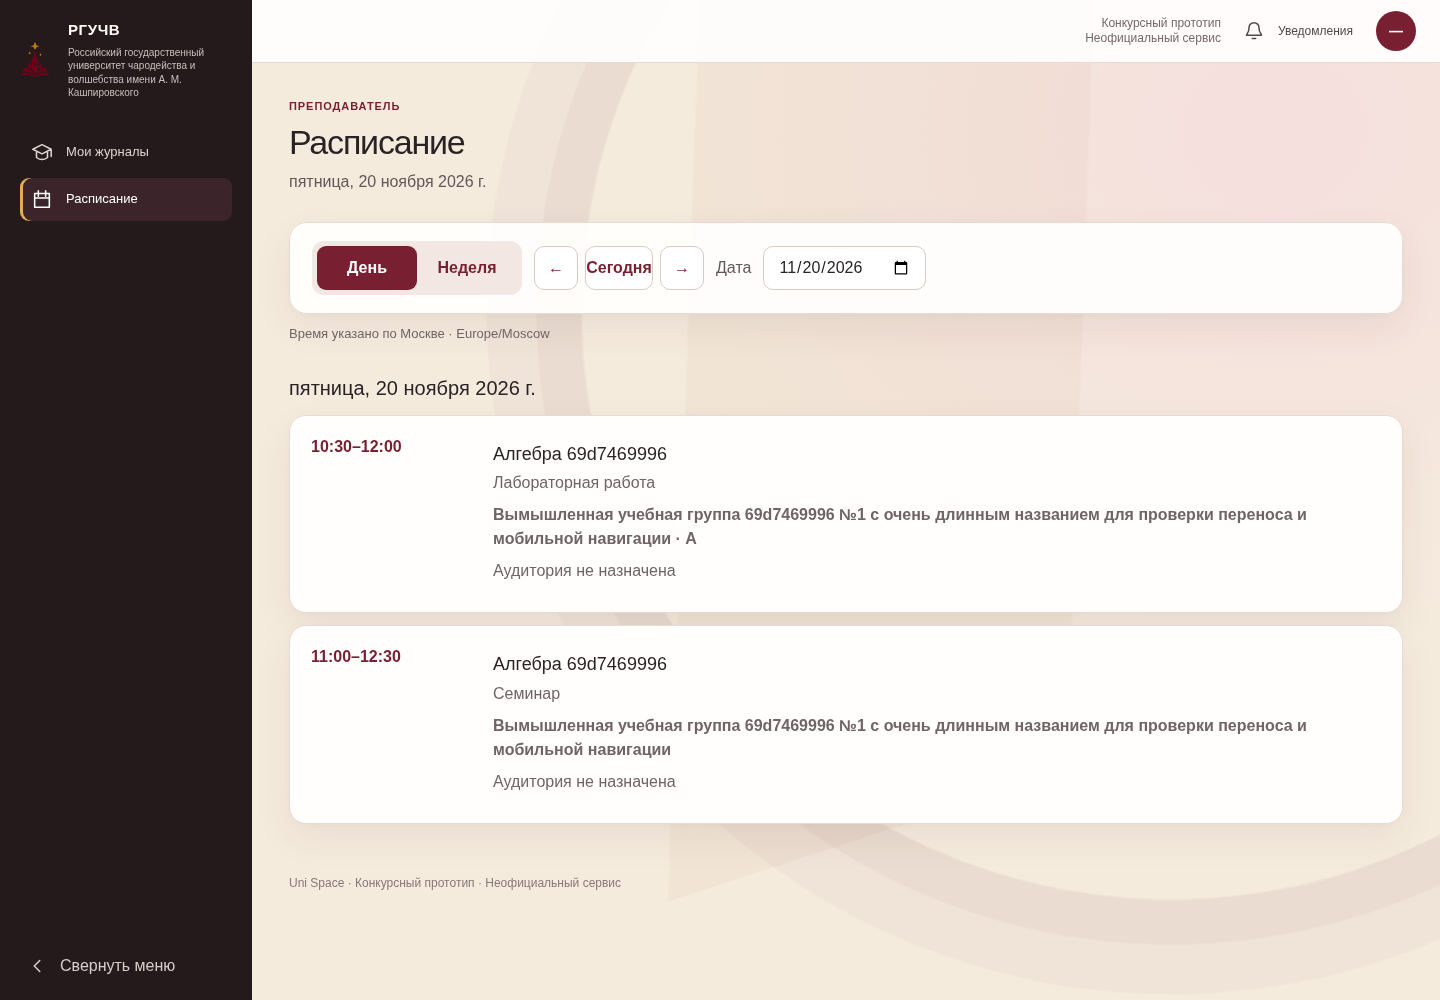 РГУЧВ
Российский государственный
университет чародейства и
волшебства имени А. М.
Кашпировского
Мои журналы
Расписание
Свернуть меню
Конкурсный прототип
Неофициальный сервис
Уведомления
—
ПРЕПОДАВАТЕЛЬ
Расписание
пятница, 20 ноября 2026 г.
День
Неделя
←
Сегодня
→
Дата
11/20/2026
Время указано по Москве · Europe/Moscow
пятница, 20 ноября 2026 г.
10:30–12:00
Алгебра 69d7469996
Лабораторная работа
Вымышленная учебная группа 69d7469996 №1 с очень длинным названием для проверки переноса и
мобильной навигации · А
Аудитория не назначена
11:00–12:30
Алгебра 69d7469996
Семинар
Вымышленная учебная группа 69d7469996 №1 с очень длинным названием для проверки переноса и
мобильной навигации
Аудитория не назначена
Uni Space · Конкурсный прототип · Неофициальный сервис